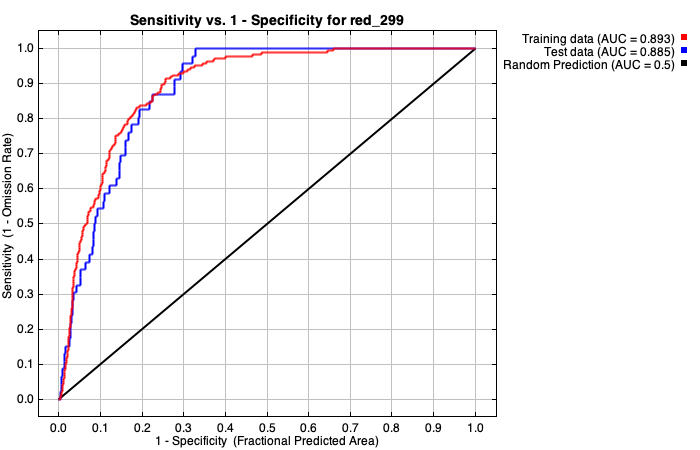 Sensitivity vs. 1 - Specificity for red_299
Training data (AUC = 0.893)
Test data (AUC = 0.885)
Random Prediction (AUC = 0.5)
Sensitivity (1 - Omission Rate)
1.0
0.9
0.8
0.7
0.6
0.5
0.4
0.3
0.2
0.1
0.0
0.0 0.1 0.2 0.3 0.4 0.5 0.6 0.7 0.8 0.9 1.0
1 - Specificity (Fractional Predicted Area)